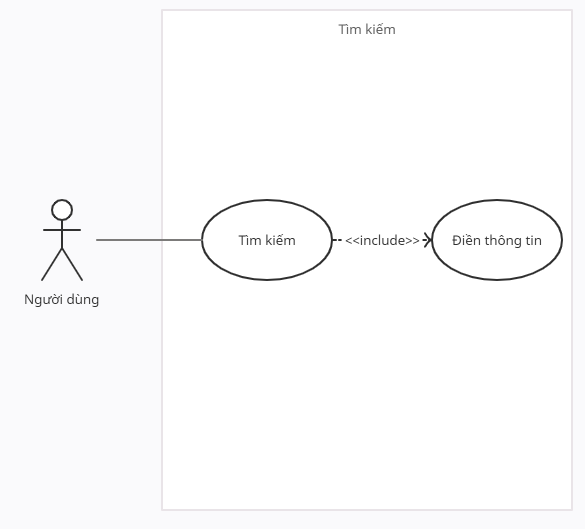 Tìm kiếm
Tìm kiếm
<<include>>
Điền thông tin
Người dùng